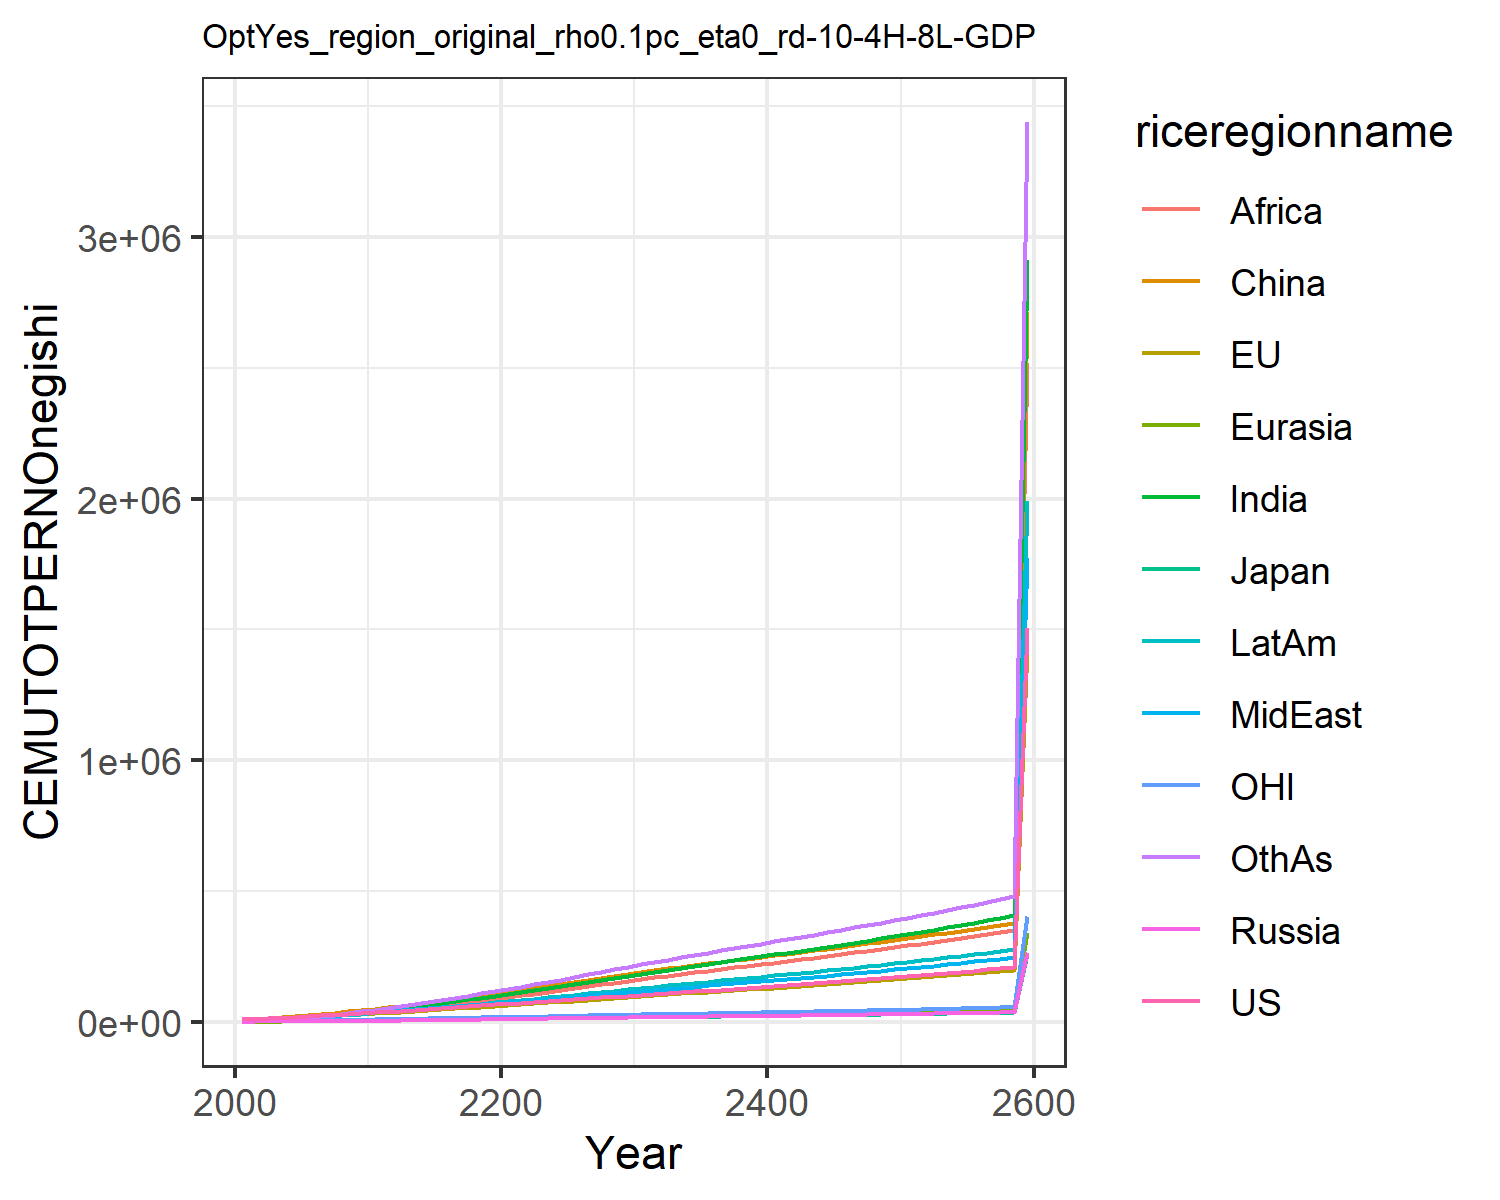 OptYes_region_original_rho0.1pc_eta0_rd-10-4H-8L-GDP
CEMUTOTPERNOnegishi
3e+06
2e+06
1e+06
0e+00
2000
2200
2400
2600
Year
riceregionname
Africa
China
EU
Eurasia
India
Japan
LatAm
MidEast
OHI
OthAs
Russia
US